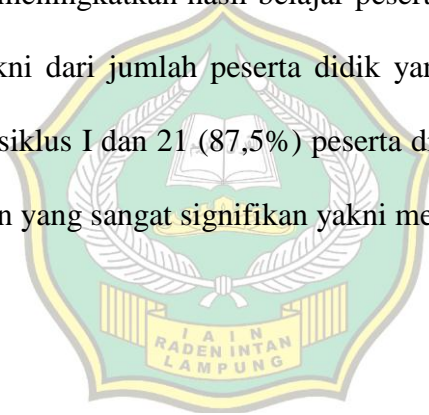 meningkatkan hasil belajar pesert
kni dari jumlah peserta didik yan
siklus I dan 21 (87,5%) peserta di
n yang sangat signifikan yakni me
I A I N
RADEN INTAN
LAMPUNG